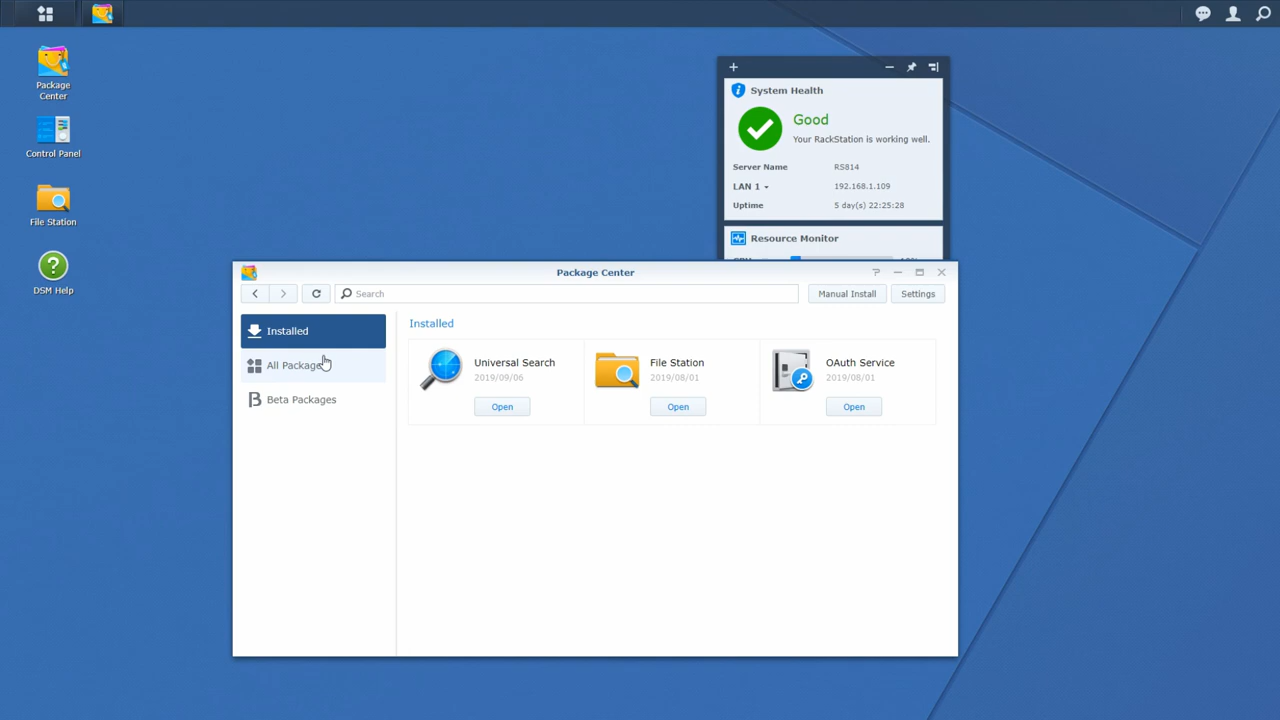 Package
Center
Control Panel
File Station
DSM Help
System Health
Good
Your RackStation is working well.
Server Name RS814
LAN 1 192.168.1.109
Uptime 5 day(s) 22:25:28
Resource Monitor
Package Center
Search
Manual Install
Settings
Installed
All Packages
Beta Packages
Installed
Universal Search
2019/09/06
Open
File Station
2019/08/01
Open
OAuth Service
2019/08/01
Open